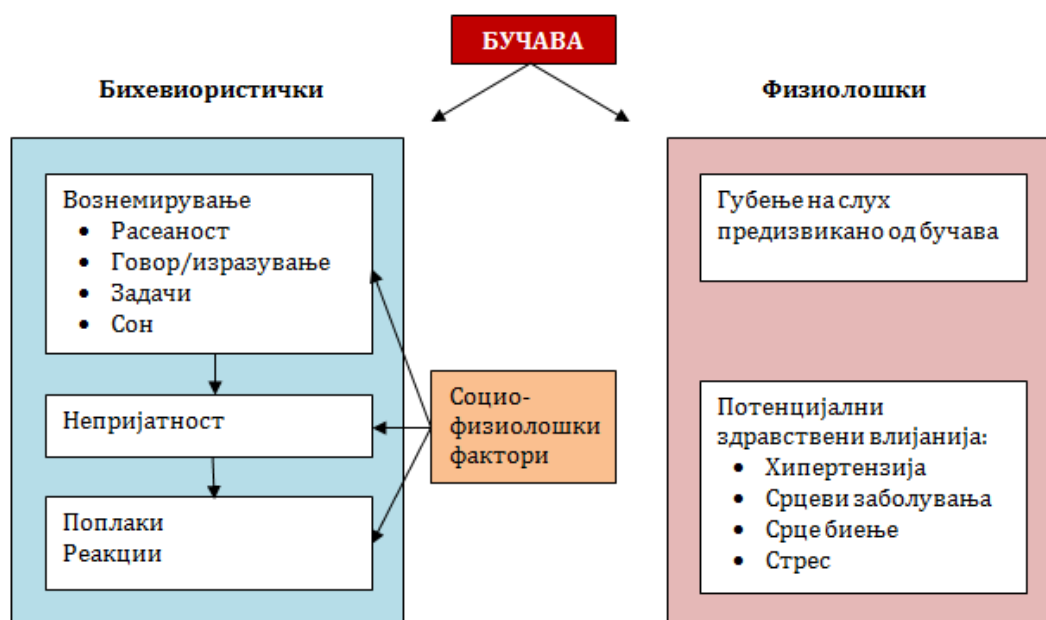 БУЧАВА
Бихевиористички
Физиолошки
Вознемирување
• Расеаност
• Говор/изразување
• Задачи
• Сон
Непријатност
Поплаки
Реакции
Социо-
физиолошки
фактори
Губење на слух
предизвикано од бучава
Потенцијални
здравствени влијанија:
• Хипертензија
• Срцеви заболувања
• Срце биење
• Стрес